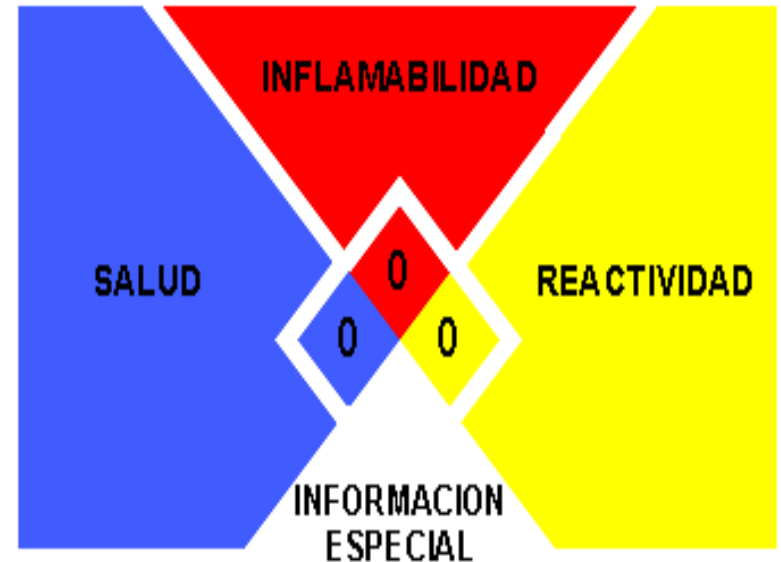 INFLAMABILIDAD
0
SALUD
REACTIVIDAD
0
0
INFORMACION
ESPECIAL